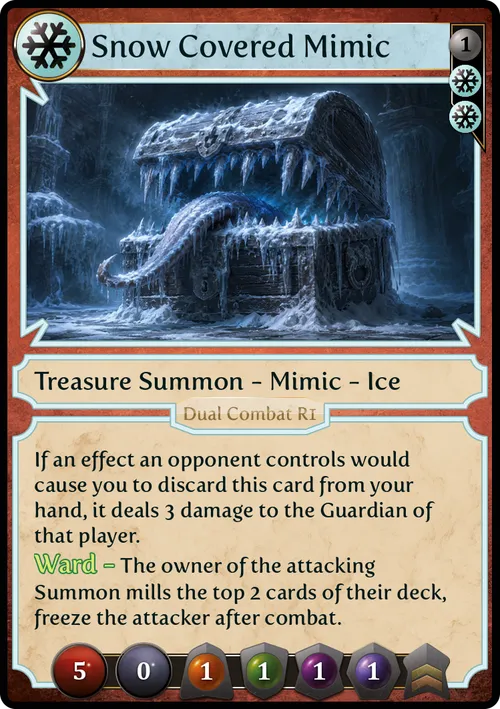 Snow Covered Mimic
1
Treasure Summon - Mimic - Ice
Dual Combat R1
If an effect an opponent controls would
cause you to discard this card from your
hand, it deals 3 damage to the Guardian of
that player.
Ward - The owner of the attacking
Summon mills the top 2 cards of their deck,
freeze the attacker after combat.
5* 0* 1 1 1 1